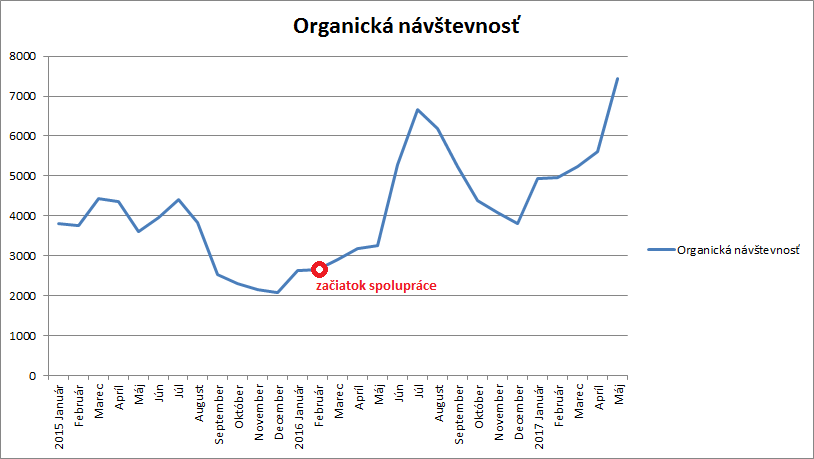 Organická návštevnosť
8000
7000
6000
5000
4000
3000
2000
1000
0
začiatok spolupráce
Organická návštevnosť
2015 Január
Február
Marec
Apríl
Máj
Jún
Júl
August
September
Október
November
December
2016 Január
Február
Marec
Apríl
Máj
Jún
Júl
August
September
Október
November
December
2017 Január
Február
Marec
Apríl
Máj